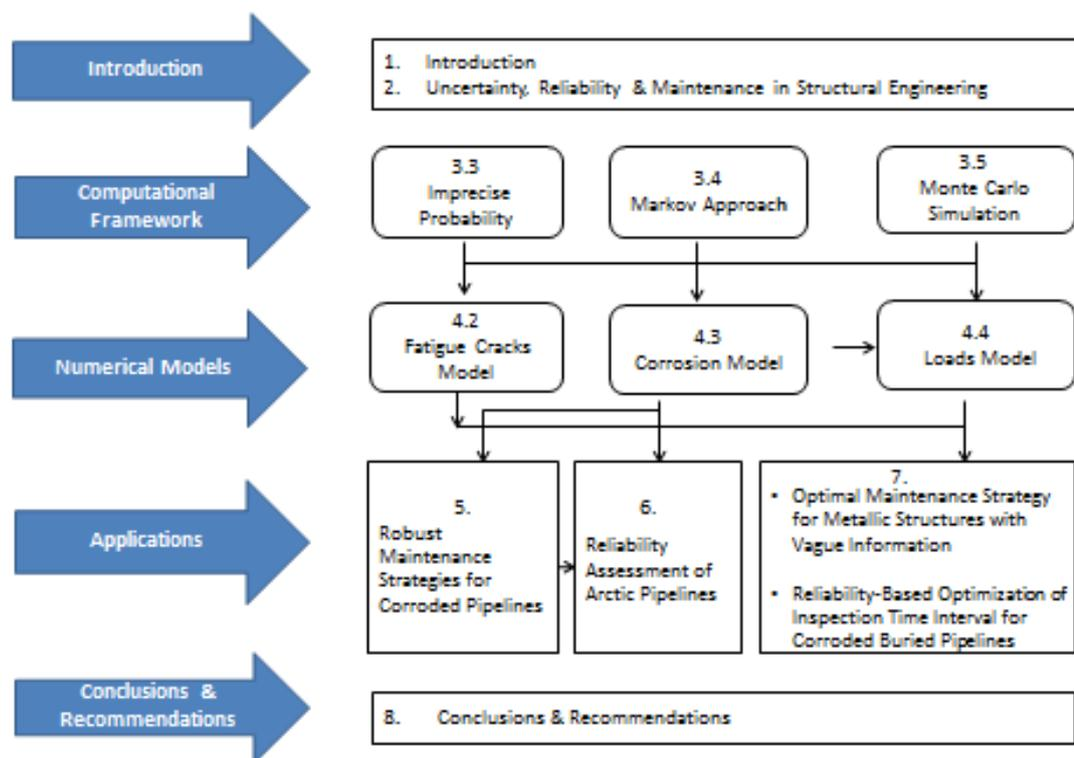 Introduction
1. Introduction
2. Uncertainty, Reliability & Maintenance in Structural Engineering
Computational
Framework
3.3
Imprecise
Probability
3.4
Markov Approach
3.5
Monte Carlo
Simulation
Numerical Models
4.2
Fatigue Cracks
Model
4.3
Corrosion Model
4.4
Loads Model
Applications
5.
Robust
Maintenance
Strategies for
Corroded Pipelines
6.
Reliability
Assessment of
Arctic Pipelines
7.
• Optimal Maintenance Strategy
for Metallic Structures with
Vague Information
• Reliability-Based Optimization of
Inspection Time Interval for
Corroded Buried Pipelines
Conclusions &
Recommendations
8. Conclusions & Recommendations